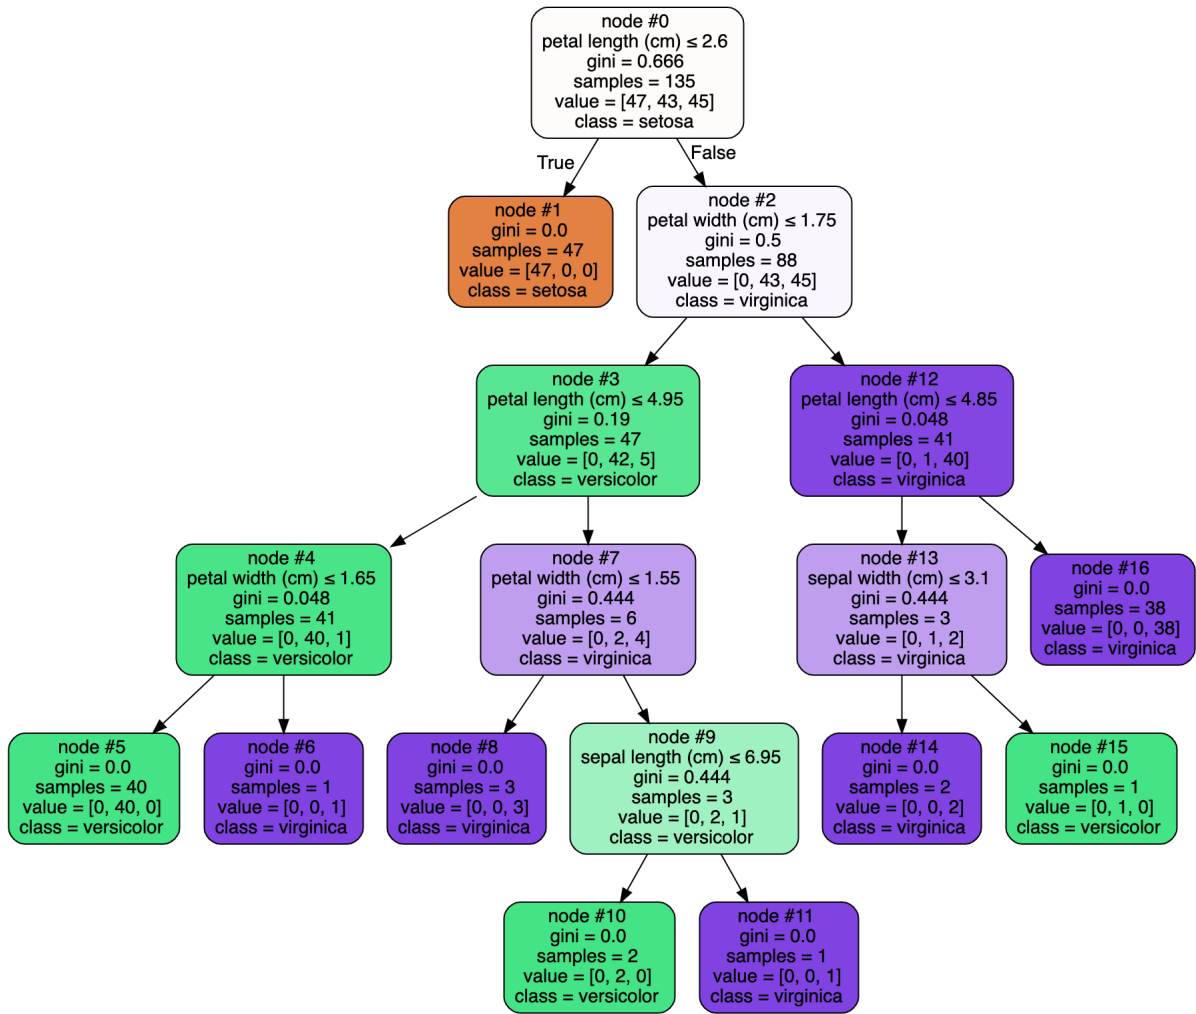 node #0
petal length (cm) ≤ 2.6
gini = 0.666
samples = 135
value = [47, 43, 45]
class = setosa
True
False
node #1
gini = 0.0
samples = 47
value = [47, 0, 0]
class = setosa
node #2
petal width (cm) ≤ 1.75
gini = 0.5
samples = 88
value = [0, 43, 45]
class = virginica
node #3
petal length (cm) ≤ 4.95
gini = 0.19
samples = 47
value = [0, 42, 5]
class = versicolor
node #12
petal length (cm) ≤ 4.85
gini = 0.048
samples = 41
value = [0, 1, 40]
class = virginica
node #4
petal width (cm) ≤ 1.65
gini = 0.048
samples = 41
value = [0, 40, 1]
class = versicolor
node #7
petal width (cm) ≤ 1.55
gini = 0.444
samples = 6
value = [0, 2, 4]
class = virginica
node #13
sepal width (cm) ≤ 3.1
gini = 0.444
samples = 3
value = [0, 1, 2]
class = virginica
node #16
gini = 0.0
samples = 38
value = [0, 0, 38]
class = virginica
node #5
gini = 0.0
samples = 40
value = [0, 40, 0]
class = versicolor
node #6
gini = 0.0
samples = 1
value = [0, 0, 1]
class = virginica
node #8
gini = 0.0
samples = 3
value = [0, 0, 3]
class = virginica
node #9
sepal length (cm) ≤ 6.95
gini = 0.444
samples = 3
value = [0, 2, 1]
class = versicolor
node #14
gini = 0.0
samples = 2
value = [0, 0, 2]
class = virginica
node #15
gini = 0.0
samples = 1
value = [0, 1, 0]
class = versicolor
node #10
gini = 0.0
samples = 2
value = [0, 2, 0]
class = versicolor
node #11
gini = 0.0
samples = 1
value = [0, 0, 1]
class = virginica